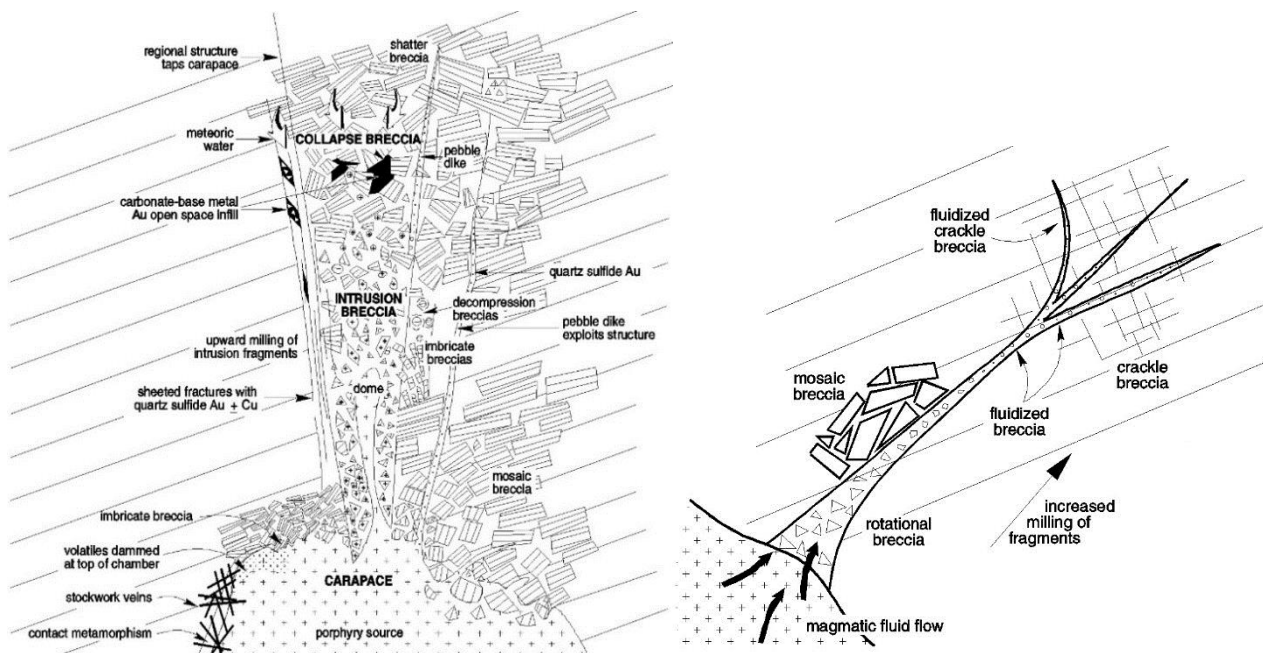 regional structure
taps carapace
shatter
breccia
meteoric
water
COLLAPSE BRECCIA
pebble
dike
carbonate-base metal
Au open space infill
quartz sulfide Au
INTRUSION
BRECCIA
decompression
breccias
pebble dike
exploits structure
upward milling of
intrusion fragments
imbricate
breccias
dome
sheeted fractures with
quartz sulfide Au ± Cu
mosaic
breccia
imbricate breccia
volatiles dammed
at top of chamber
CARAPACE
stockwork veins
contact metamorphism
porphyry source
fluidized
crackle
breccia
crackle
breccia
mosaic
breccia
fluidized
breccia
rotational
breccia
increased
milling of
fragments
magmatic fluid flow